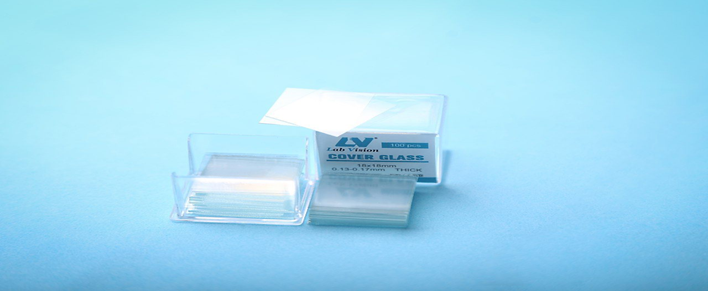 LV
100 pcs
Lab Vision
COVER GLASS
18x18mm
0.13-0.17mm THICK